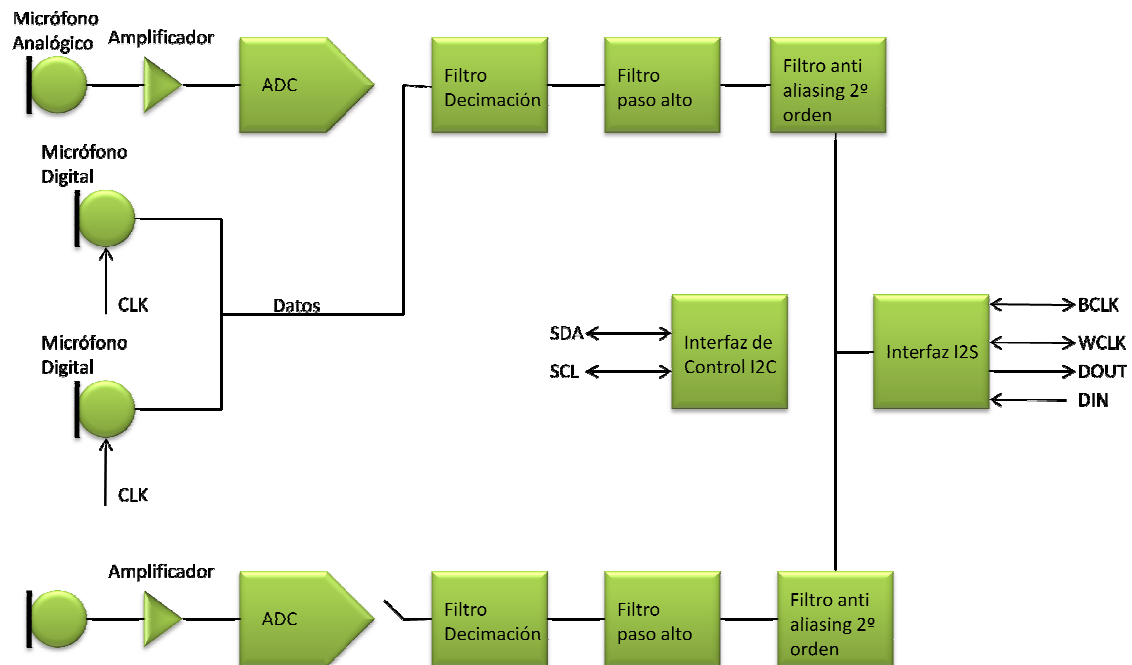 Micrófono
Analógico
Amplificador
ADC
Filtro
Decimación
Filtro
paso alto
Filtro anti
aliasing 2º
orden
Micrófono
Digital
CLK
Datos
Micrófono
Digital
CLK
SDA
SCL
Interfaz de
Control I2C
Interfaz I2S
BCLK
WCLK
DOUT
DIN
Amplificador
ADC
Filtro
Decimación
Filtro
paso alto
Filtro anti
aliasing 2º
orden